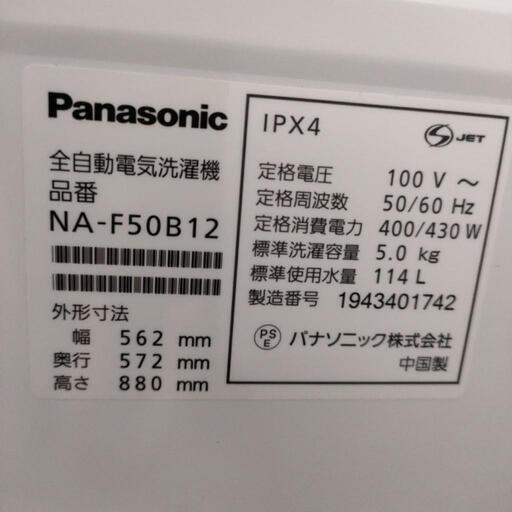 Panasonic
全自動電気洗濯機
品番
NA-F50B12
外形寸法
幅 562 mm
奥行 572 mm
高さ 880 mm
IPX4
S JET
定格電圧 100 V ～
定格周波数 50/60 Hz
定格消費電力 400/430 W
標準洗濯容量 5.0 kg
標準使用水量 114 L
製造番号 1943401742
PS E パナソニック株式会社
中国製